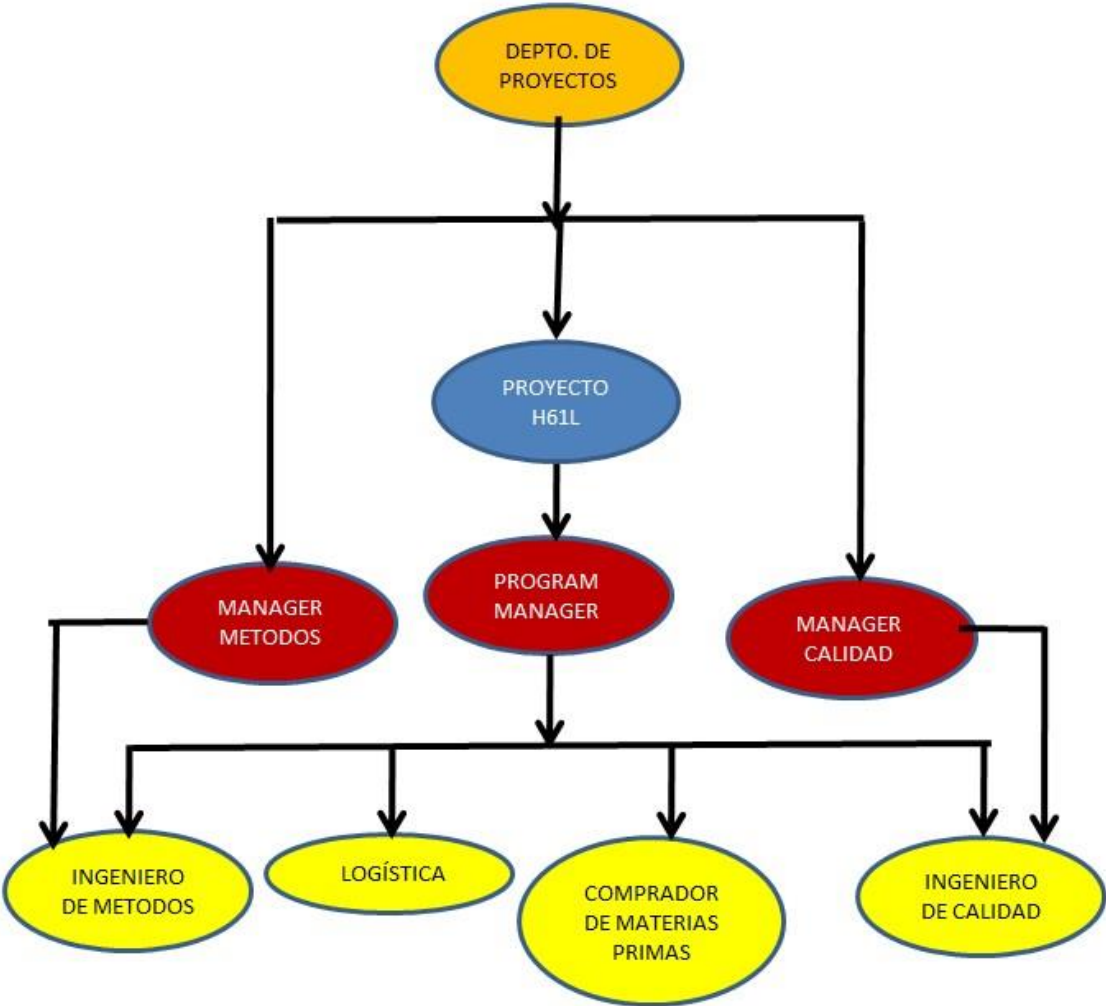 DEPTO. DE
PROYECTOS
PROYECTO
H61L
MANAGER
METODOS
PROGRAM
MANAGER
MANAGER
CALIDAD
INGENIERO
DE METODOS
LOGÍSTICA
COMPRADOR
DE MATERIAS
PRIMAS
INGENIERO
DE CALIDAD